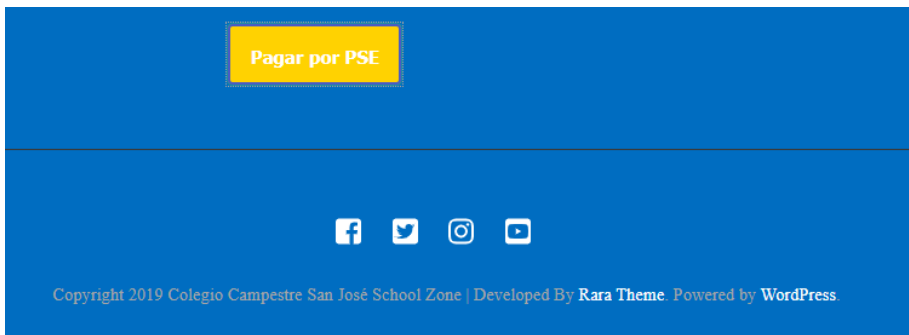 Pagar por PSE
Copyright 2019 Colegio Campestre San José School Zone | Developed By Rara Theme. Powered by WordPress.